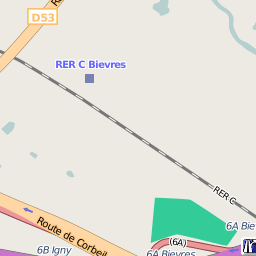 D53
RER C Bievres
RER C
Route de Corbeil
6A Bie
(6A)
6A Bievres
6B Igny